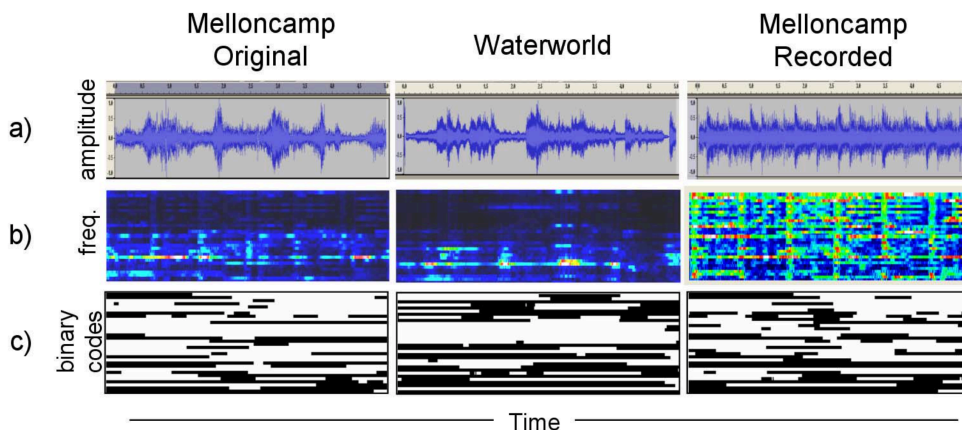 Melloncamp
Original
Waterworld
Melloncamp
Recorded
a)
amplitude
b)
freq.
c)
binary
codes
Time